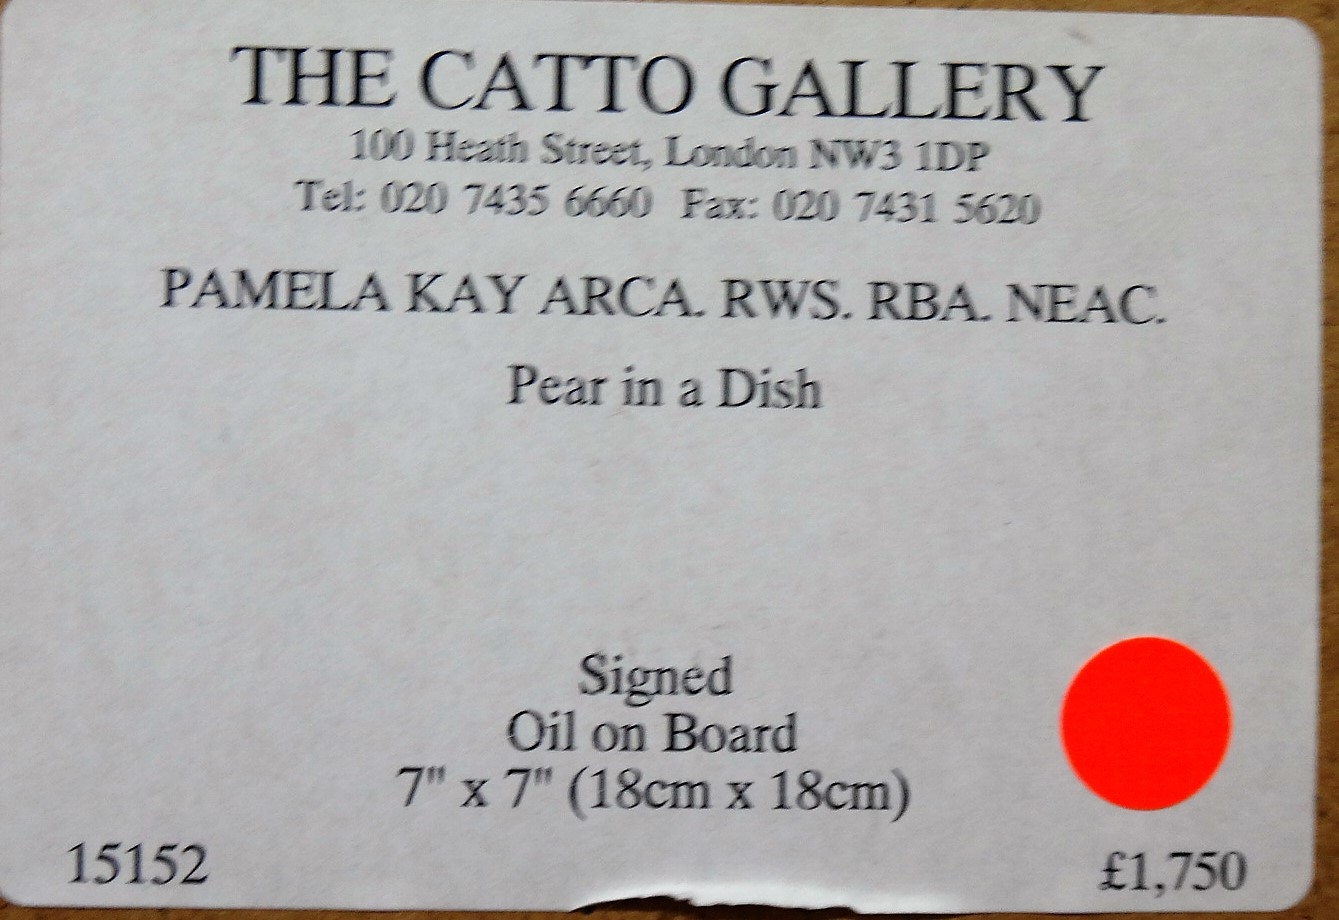 THE CATTO GALLERY
100 Heath Street, London NW3 1DP
Tel: 020 7435 6660 Fax: 020 7431 5620
PAMELA KAY ARCA. RWS. RBA. NEAC.
Pear in a Dish
Signed
Oil on Board
7" x 7" (18cm x 18cm)
15152 £1,750